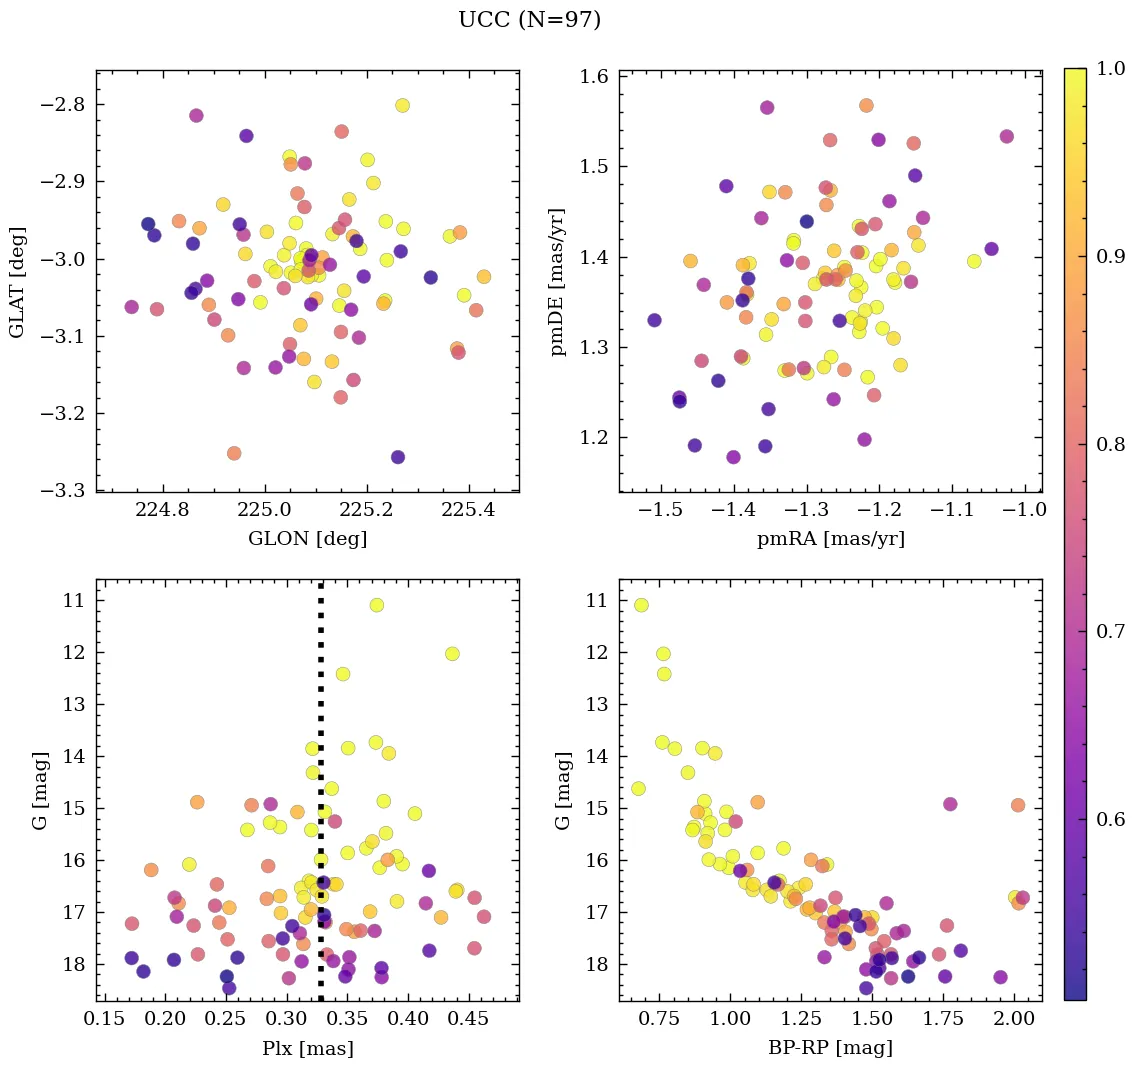 UCC (N=97)
−2.8
−2.9
−3.0
−3.1
−3.2
−3.3
GLAT [deg]
224.8 225.0 225.2 225.4
GLON [deg]
1.6
1.5
1.4
1.3
1.2
pmDE [mas/yr]
−1.5 −1.4 −1.3 −1.2 −1.1 −1.0
pmRA [mas/yr]
1.0
0.9
0.8
0.7
0.6
11
12
13
14
15
16
17
18
G [mag]
0.15 0.20 0.25 0.30 0.35 0.40 0.45
Plx [mas]
11
12
13
14
15
16
17
18
G [mag]
0.75 1.00 1.25 1.50 1.75 2.00
BP-RP [mag]